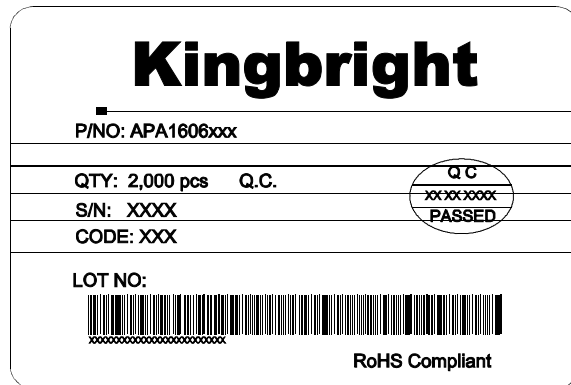 Kingbright
P/NO: APA1606xxx
QTY: 2,000 pcs Q.C.
Q C
XX XX XXXX
PASSED
S/N: XXXX
CODE: XXX
LOT NO:
XXXXXXXXXXXXXXXXXXXXXXXX
RoHS Compliant